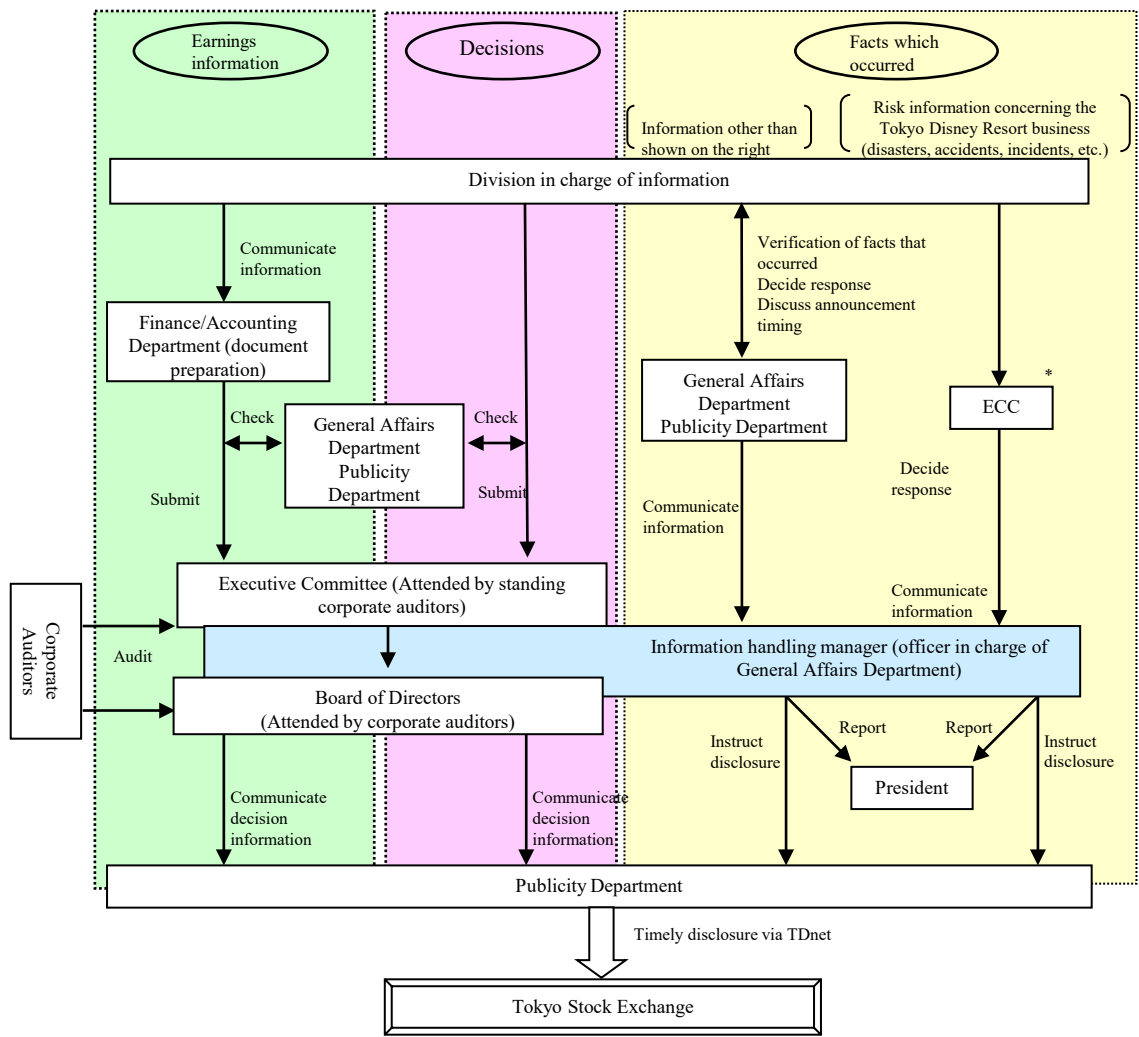 Earnings
information
Decisions
Facts which
occurred
Information other than
shown on the right
Risk information concerning the
Tokyo Disney Resort business
(disasters, accidents, incidents, etc.)
Division in charge of information
Communicate
information
Verification of facts that
occurred
Decide response
Discuss announcement
timing
Finance/Accounting
Department (document
preparation)
General Affairs
Department
Publicity Department
*
ECC
Check
General Affairs
Department
Publicity
Department
Check
Submit
Submit
Communicate
information
Decide
response
Communicate
information
Executive Committee (Attended by standing
corporate auditors)
Corporate
Auditors
Audit
Information handling manager (officer in charge of
General Affairs Department)
Board of Directors
(Attended by corporate auditors)
Instruct
disclosure
Report
Report
Instruct
disclosure
President
Communicate
decision
information
Communicate
decision
information
Publicity Department
Timely disclosure via TDnet
Tokyo Stock Exchange